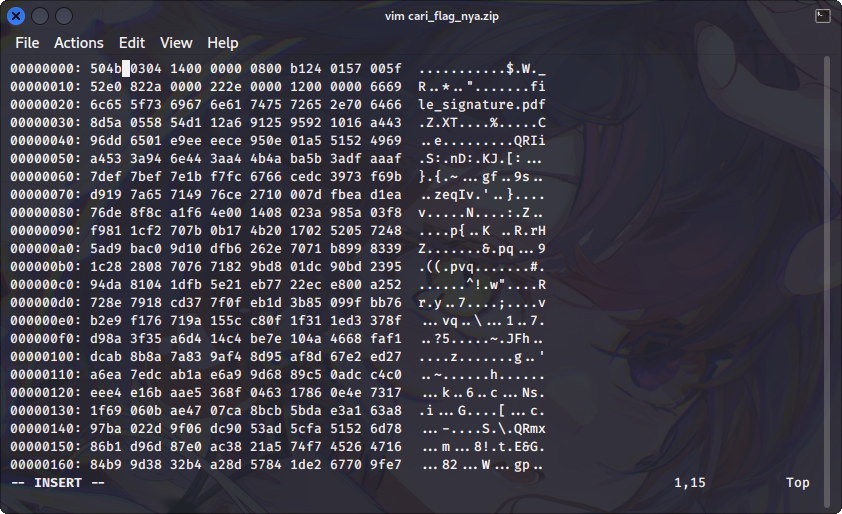 vim cari_flag_nya.zip
File Actions Edit View Help
00000000: 504b 0304 1400 0000 0800 b124 0157 005f  ...........$.W._
00000010: 52e0 822a 0000 222e 0000 1200 0000 6669  R..*..".......fi
00000020: 6c65 5f73 6967 6e61 7475 7265 2e70 6466  le_signature.pdf
00000030: 8d5a 0558 54d1 12a6 9125 9592 1016 a443  .Z.XT....%.....C
00000040: 96dd 6501 e9ee eece 950e 01a5 5152 4969  ..e.........QRIi
00000050: a453 3a94 6e44 3aa4 4b4a ba5b 3adf aaaf  .S:.nD:.KJ.[:...
00000060: 7def 7bef 7e1b f7fc 6766 cedc 3973 f69b  }.{.~...gf..9s..
00000070: d919 7a65 7149 76ce 2710 007d fbea d1ea  ..zeqIv.'..}....
00000080: 76de 8f8c a1f6 4e00 1408 023a 985a 03f8  v.....N....:.Z..
00000090: f981 1cf2 707b 0b17 4b20 1702 5205 7248  ....p{..K ..R.rH
000000a0: 5ad9 bac0 9d10 dfb6 262e 7071 b899 8339  Z.......&.pq...9
000000b0: 1c28 2808 7076 7182 9bd8 01dc 90bd 2395  .((.pvq.......#.
000000c0: 94da 8104 1dfb 5e21 eb77 22ec e800 a252  ......^!.w"....R
000000d0: 728e 7918 cd37 7f0f eb1d 3b85 099f bb76  r.y..7....;....v
000000e0: b2e9 f176 719a 155c c80f 1f31 1ed3 378f  ...vq..\...1..7.
000000f0: d98a 3f35 a6d4 14c4 be7e 104a 4668 faf1  ..?5.....~.JFh..
00000100: dcab 8b8a 7a83 9af4 8d95 af8d 67e2 ed27  ....z.......g..'
00000110: a6ea 7edc ab1a e6a9 9d68 89c5 0adc c4c0  ..~......h......
00000120: eee4 e16b aae5 368f 0463 1786 0e4e 7317  ...k..6..c...Ns.
00000130: 1f69 060b ae47 07ca 8bcb 5bda e3a1 63a8  .i...G....[...c.
00000140: 97ba 022d 9f06 dc90 53ad 5cfa 5152 6d78  ...-....S.\.QRmx
00000150: 86b1 d96d 87e0 ac38 21a5 74f7 4526 4716  ...m...8!.t.E&G.
00000160: 84b9 9d38 32b4 a28d 5784 1de2 6770 9fe7  ...82...W...gp..
-- INSERT -- 1,15 Top